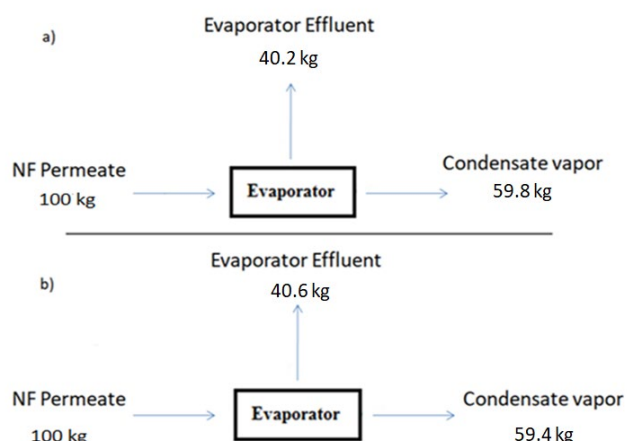 a)
Evaporator Effluent
40.2 kg
NF Permeate
100 kg
Evaporator
Condensate vapor
59.8 kg
b)
Evaporator Effluent
40.6 kg
NF Permeate
100 kg
Evaporator
Condensate vapor
59.4 kg